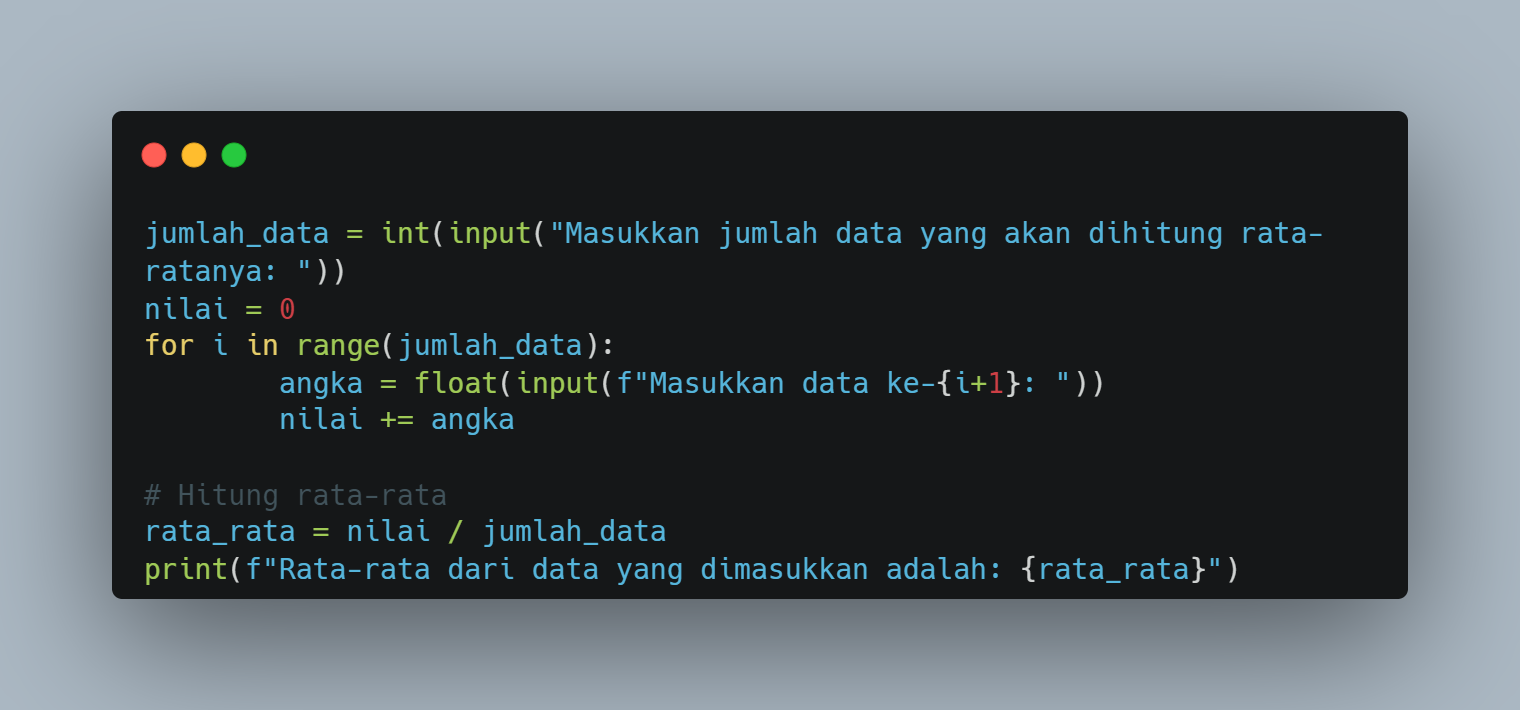 jumlah_data = int(input("Masukkan jumlah data yang akan dihitung rata-
ratanya: "))
nilai = 0
for i in range(jumlah_data):
        angka = float(input(f"Masukkan data ke-{i+1}: "))
        nilai += angka

# Hitung rata-rata
rata_rata = nilai / jumlah_data
print(f"Rata-rata dari data yang dimasukkan adalah: {rata_rata}")